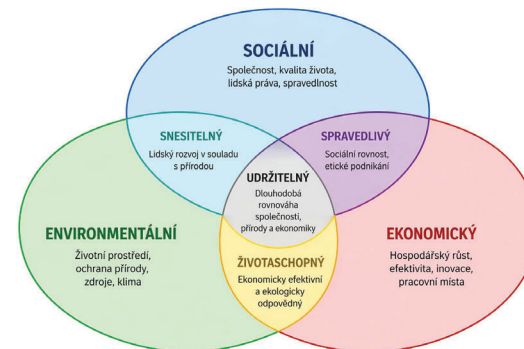 SOCIÁLNÍ
Společnost, kvalita života,
lidská práva, spravedlnost
SNESITELNÝ
Lidský rozvoj v souladu
s přírodou
SPRAVEDLIVÝ
Sociální rovnost,
etické podnikání
UDRŽITELNÝ
Dlouhodobá
rovnováha
společnosti,
přírody a ekonomiky
ENVIRONMENTÁLNÍ
Životní prostředí,
ochrana přírody,
zdroje, klima
EKONOMICKÝ
Hospodářský růst,
efektivita, inovace,
pracovní místa
ŽIVOTASCHOPNÝ
Ekonomicky efektivní
a ekologicky
odpovědný